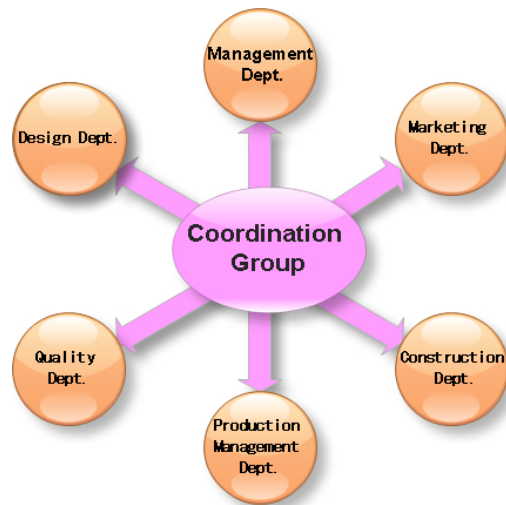 Management
Dept.
Design Dept.
Marketing
Dept.
Coordination
Group
Quality
Dept.
Construction
Dept.
Production
Management
Dept.